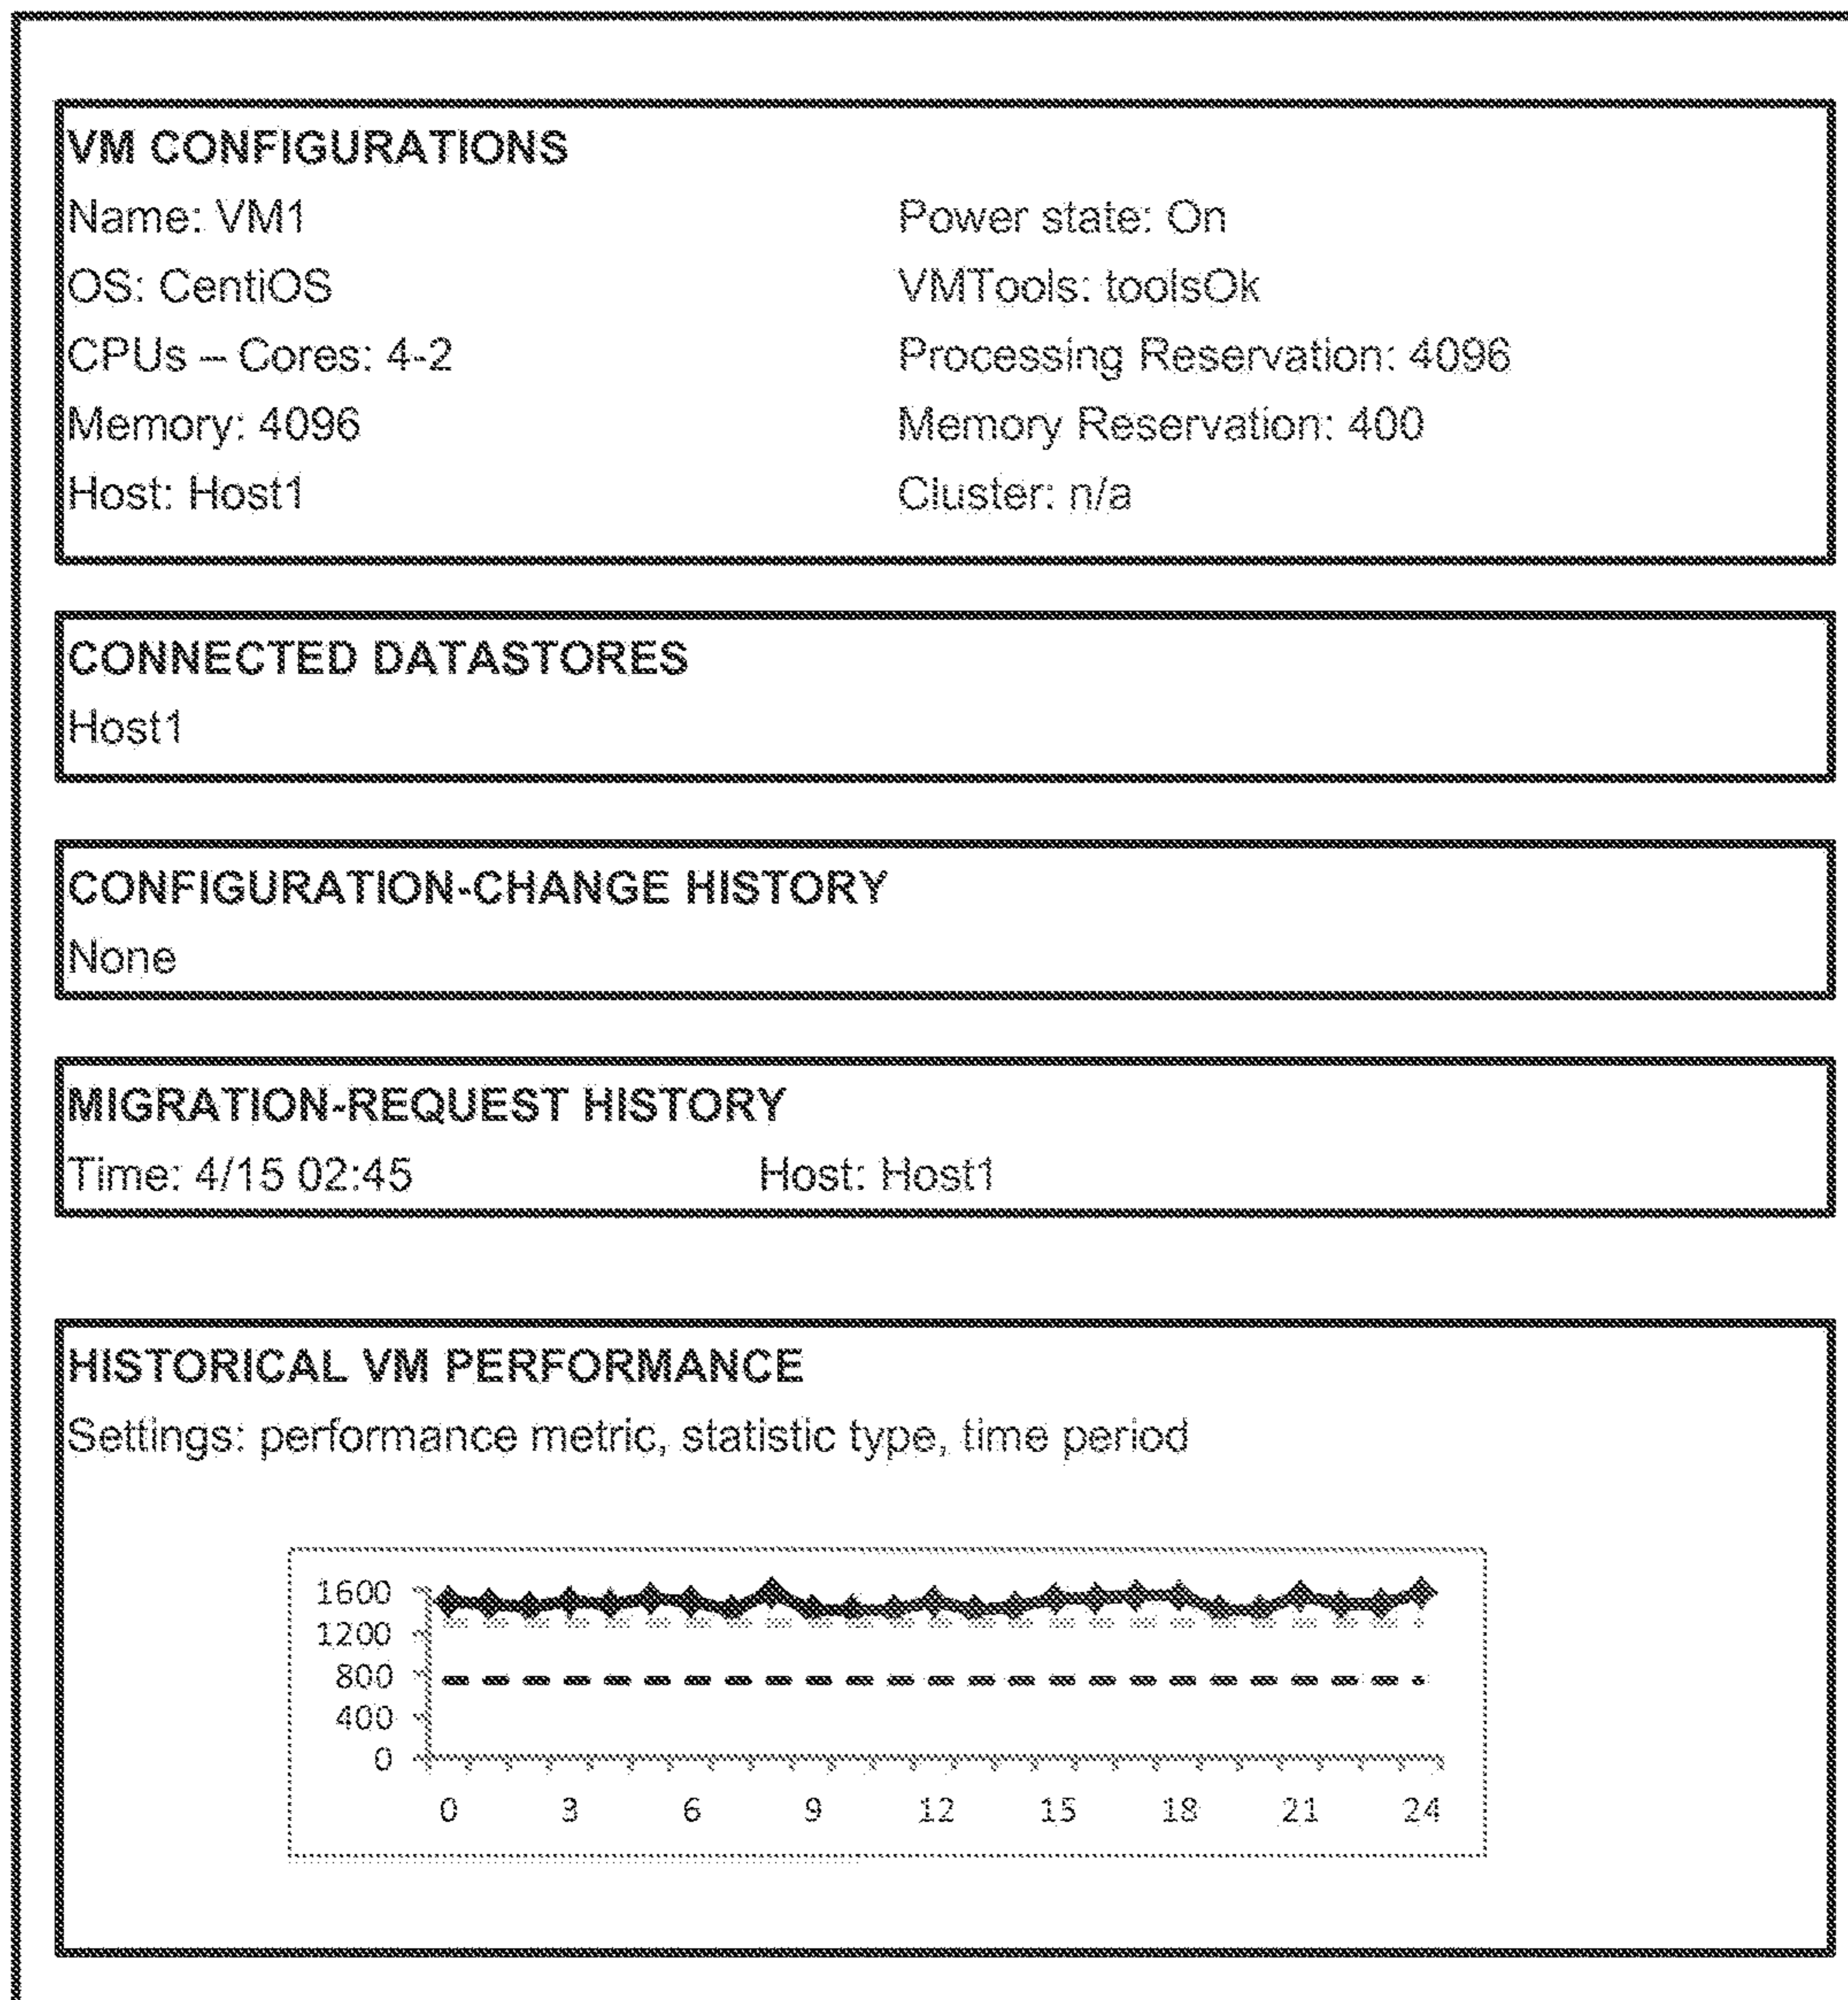 VM CONFIGURATIONS
Name: VM1 Power state: On
OS: CentiOS VMTools: toolsOk
CPUs – Cores: 4-2 Processing Reservation: 4096
Memory: 4096 Memory Reservation: 400
Host: Host1 Cluster: n/a
CONNECTED DATASTORES
Host1
CONFIGURATION-CHANGE HISTORY
None
MIGRATION-REQUEST HISTORY
Time: 4/15 02:45 Host: Host1
HISTORICAL VM PERFORMANCE
Settings: performance metric, statistic type, time period
1600
1200
800
400
0
0 3 6 9 12 15 18 21 24